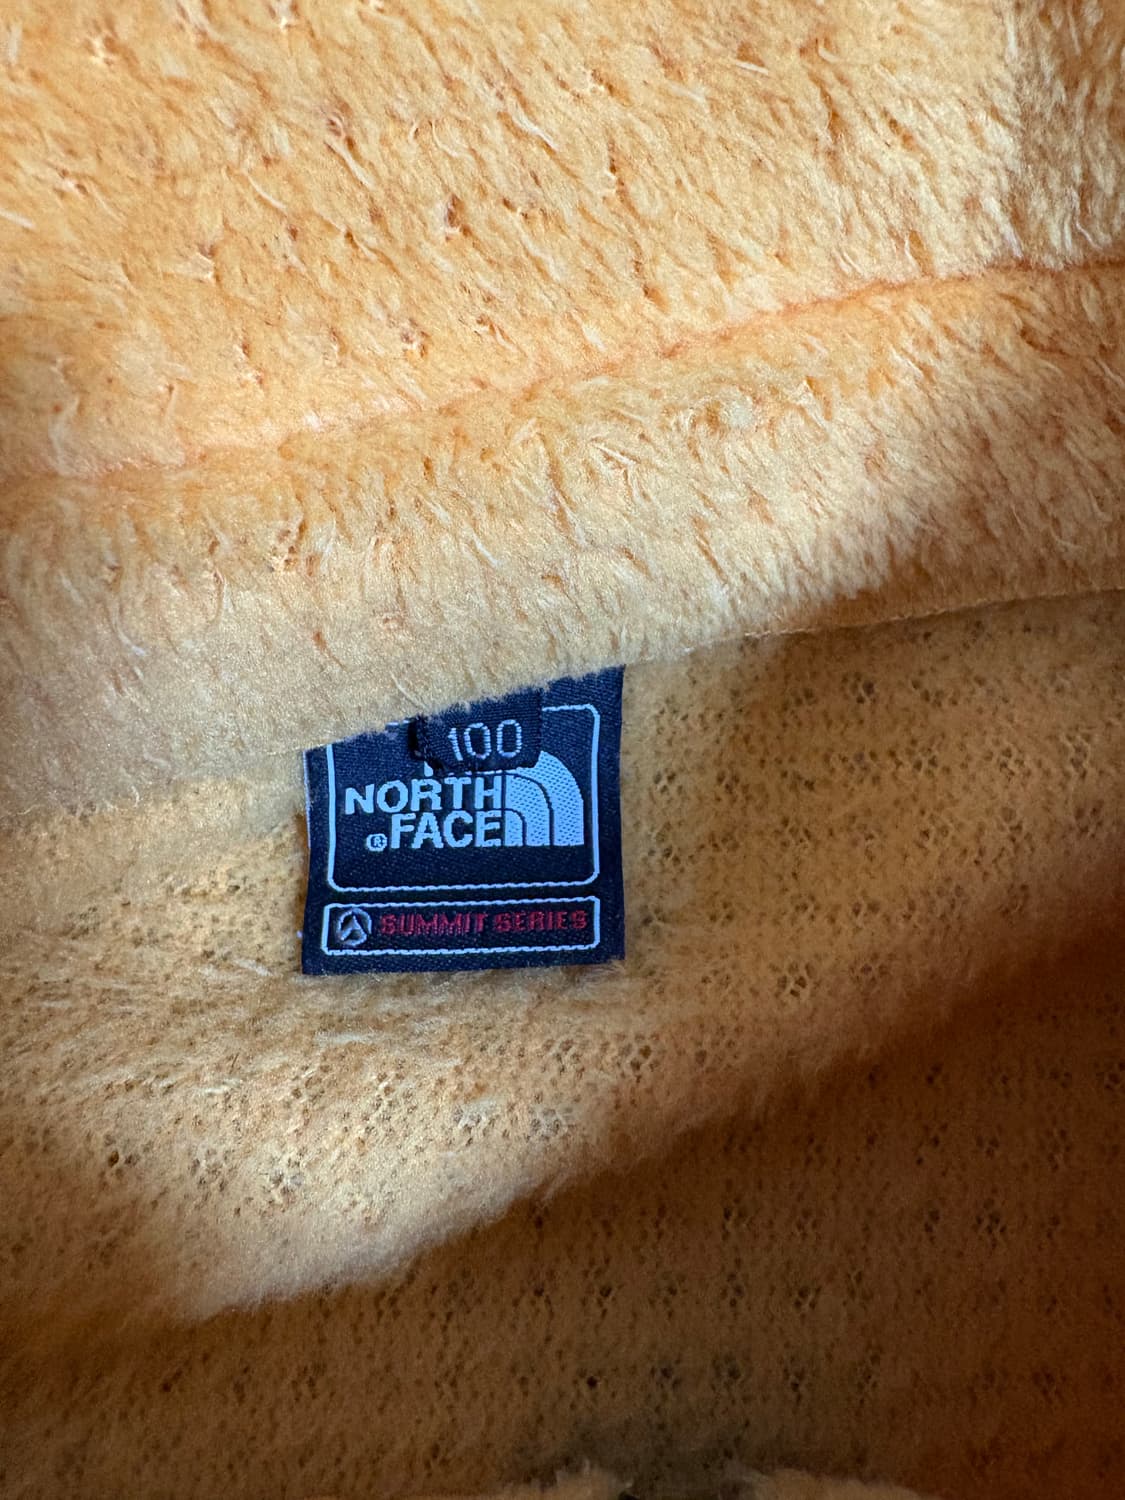 100
NORTH
® FACE
SUMMIT SERIES